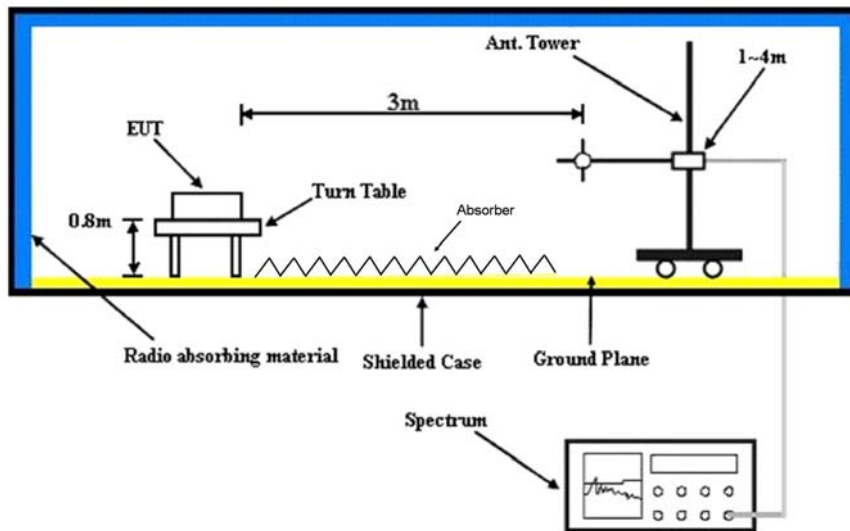 Ant. Tower
1~4m
3m
EUT
Turn Table
0.8m
Absorber
Radio absorbing material
Shielded Case
Ground Plane
Spectrum